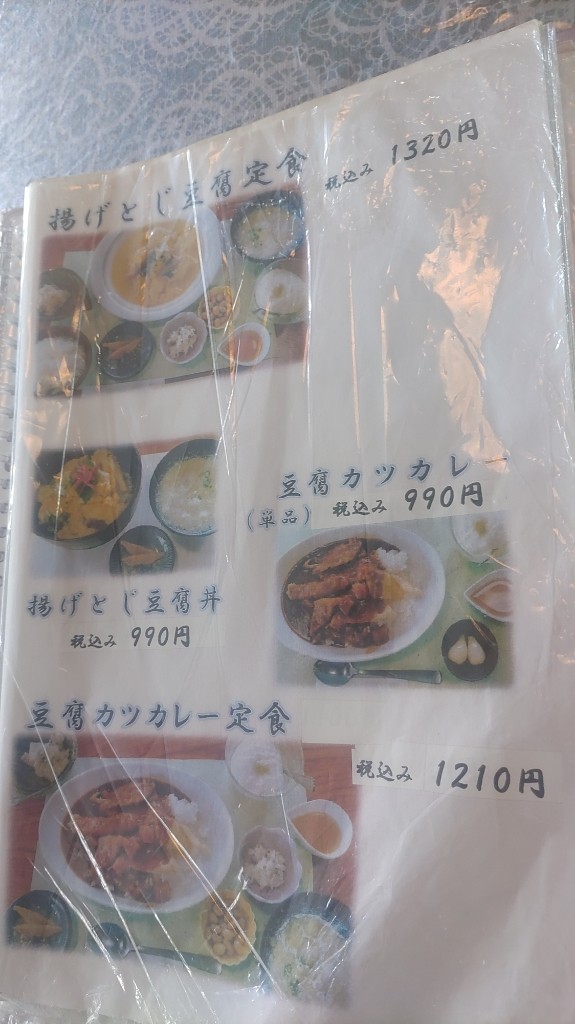 揚げとじ豆腐定食
税込み 1320円
豆腐カツカレー
(単品) 税込み 990円
揚げとじ豆腐丼
税込み 990円
豆腐カツカレー定食
税込み 1210円